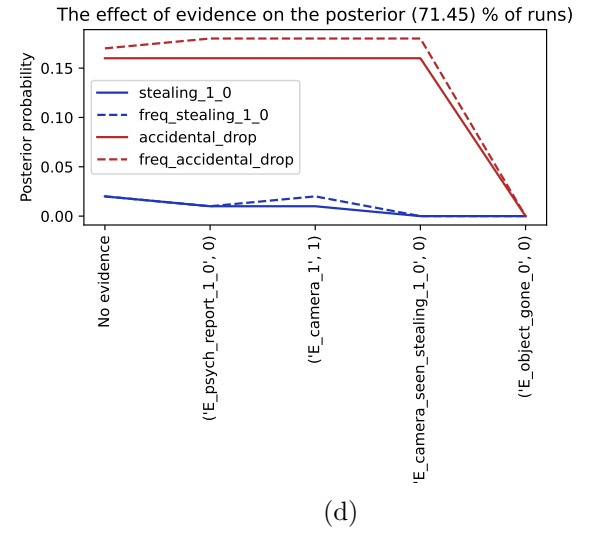 The effect of evidence on the posterior (71.45) % of runs)
Posterior probability
0.15
0.10
0.05
0.00
stealing_1_0
freq_stealing_1_0
accidental_drop
freq_accidental_drop
No evidence
('E_psych_report_1_0', 0)
('E_camera_1', 1)
'E_camera_seen_stealing_1_0', 0)
('E_object_gone_0', 0)
(d)